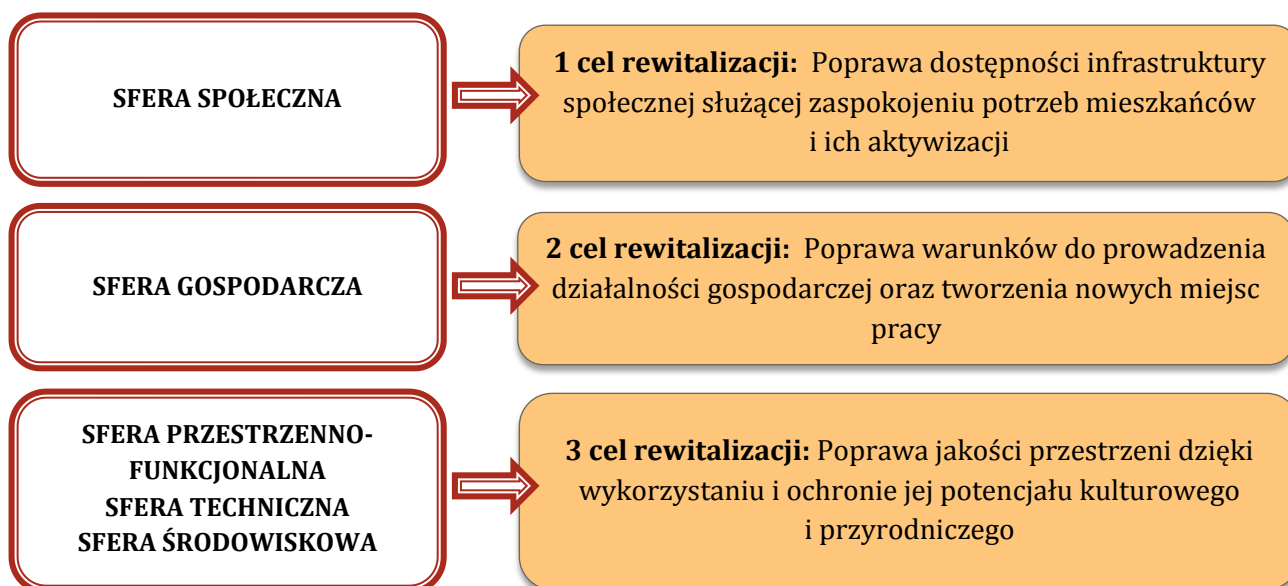 SFERA SPOŁECZNA
1 cel rewitalizacji: Poprawa dostępności infrastruktury
społecznej służącej zaspokojeniu potrzeb mieszkańców
i ich aktywizacji
SFERA GOSPODARCZA
2 cel rewitalizacji: Poprawa warunków do prowadzenia
działalności gospodarczej oraz tworzenia nowych miejsc
pracy
SFERA PRZESTRZENNO-
FUNKCJONALNA
SFERA TECHNICZNA
SFERA ŚRODOWISKOWA
3 cel rewitalizacji: Poprawa jakości przestrzeni dzięki
wykorzystaniu i ochronie jej potencjału kulturowego
i przyrodniczego